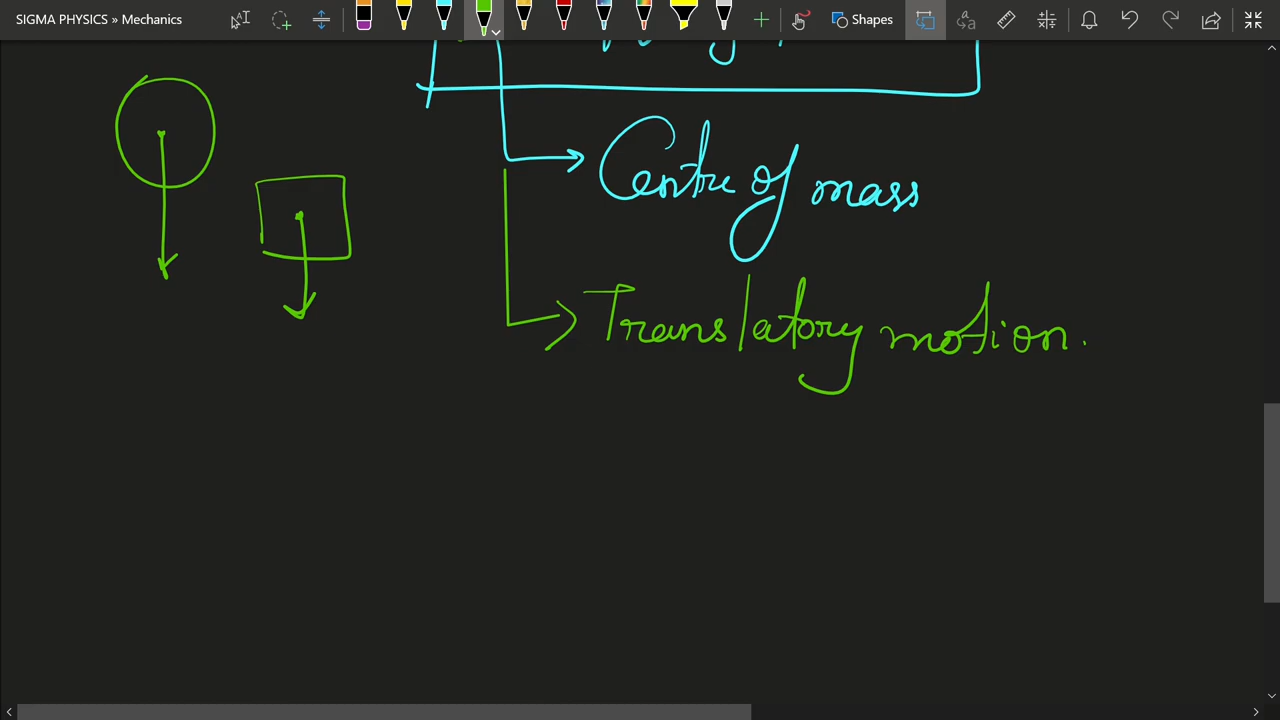 SIGMA PHYSICS » Mechanics
Shapes
Centre of mass
Translatory motion.